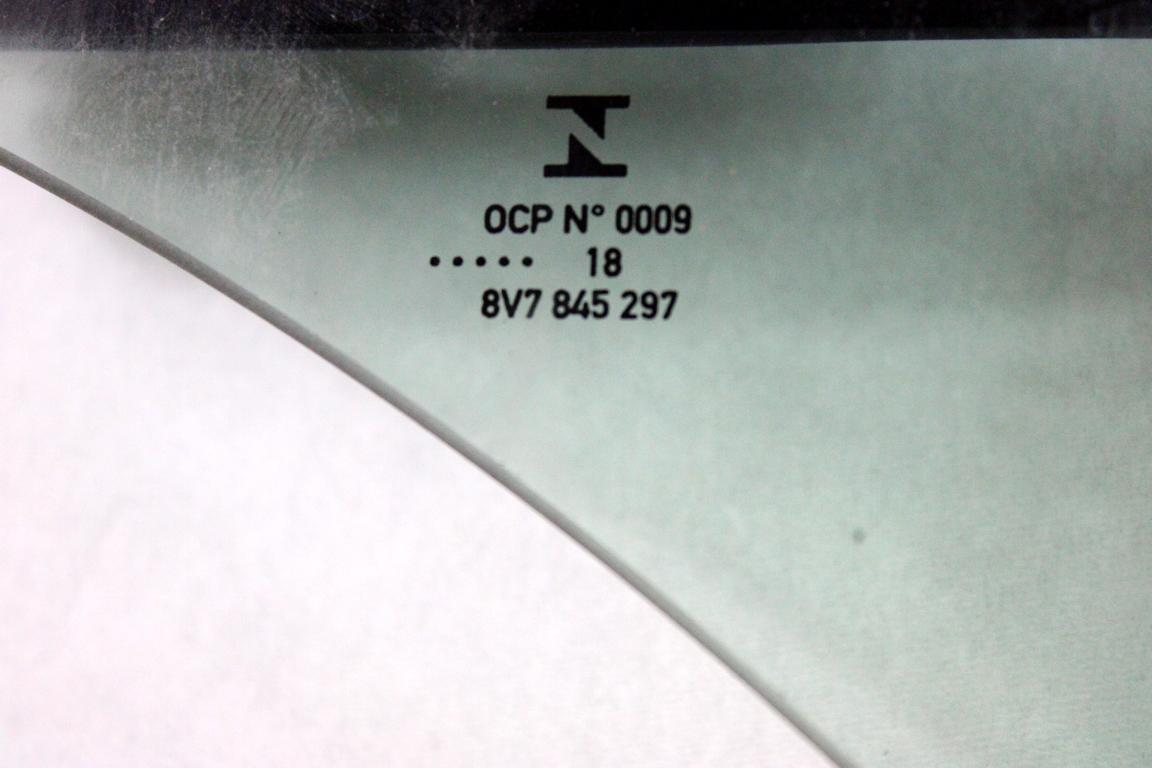 OCP N° 0009
..... 18
8V7 845 297